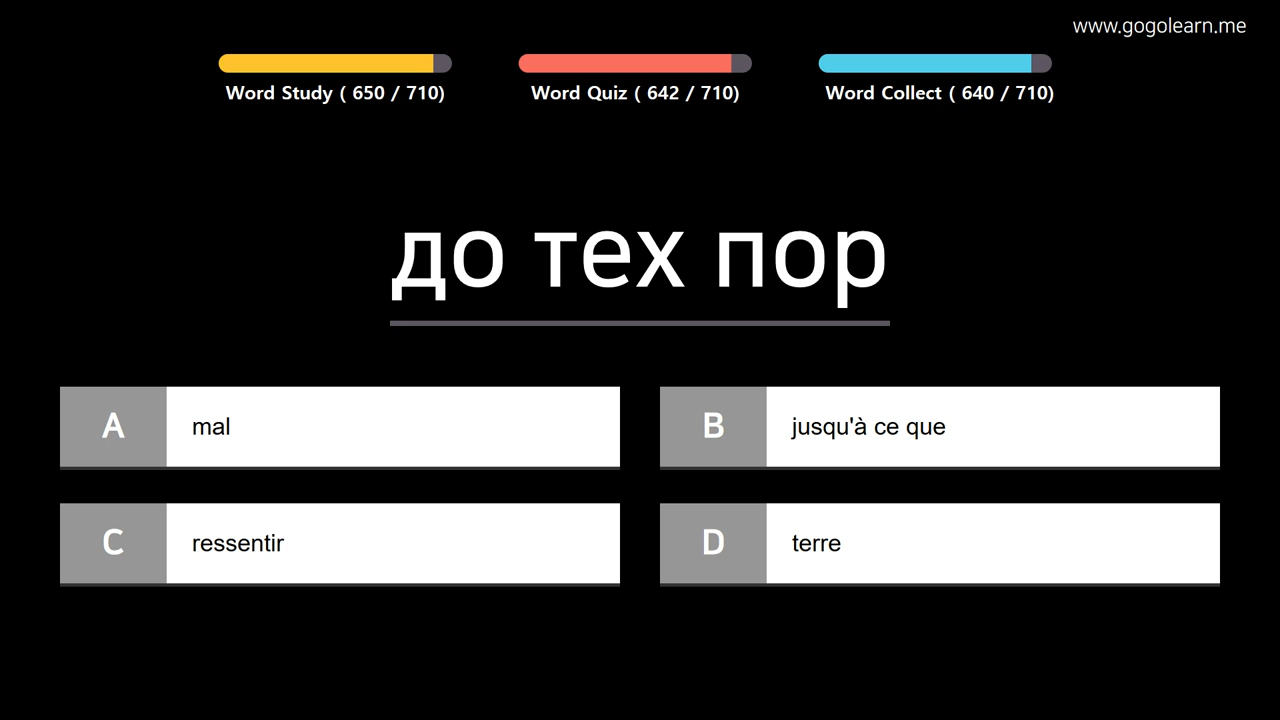 www.gogolearn.me
Word Study ( 650 / 710)
Word Quiz ( 642 / 710)
Word Collect ( 640 / 710)
до тех пор
A mal
B jusqu'à ce que
C ressentir
D terre